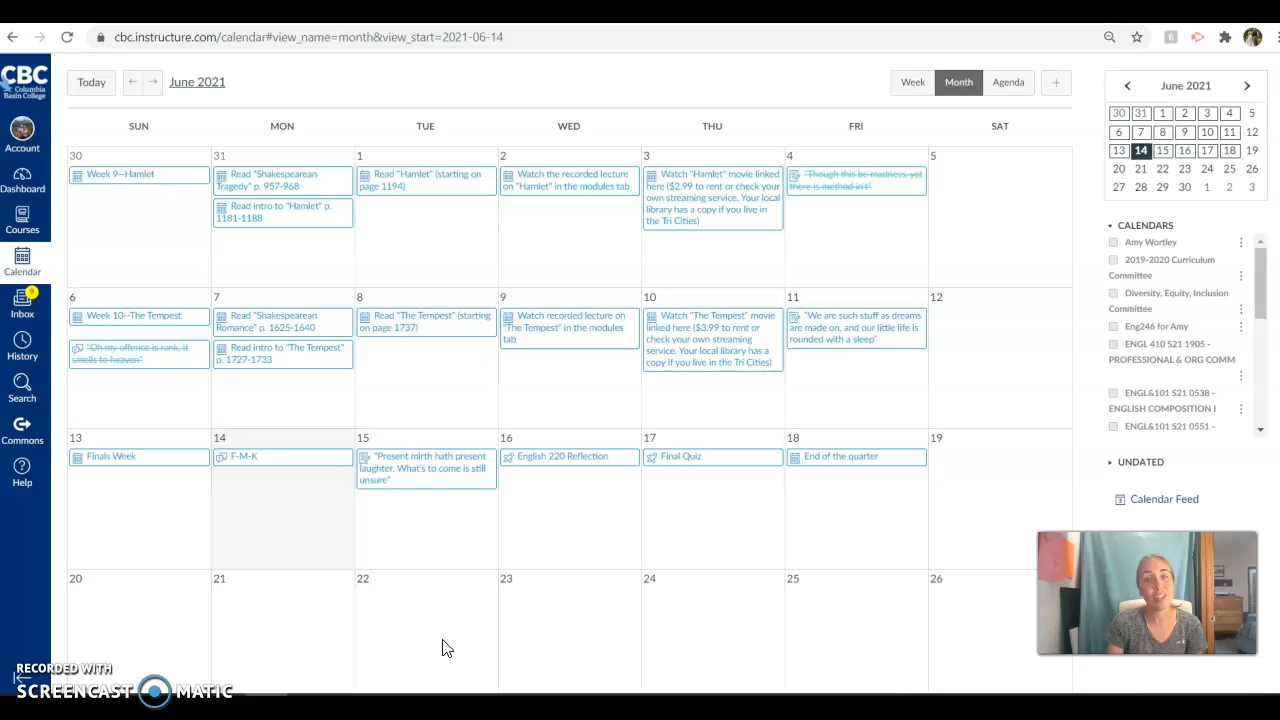 cbc.instructure.com/calendar#view_name=month&view_start=2021-06-14
CBC
Columbia
Basin College
Account
Dashboard
Courses
Calendar
9
Inbox
History
Search
Commons
Help
Today
June 2021
Week
Month
Agenda
+
SUN
MON
TUE
WED
THU
FRI
SAT
30
Week 9--Hamlet
31
Read "Shakespearean
Tragedy" p. 957-968
Read intro to "Hamlet" p.
1181-1188
1
Read "Hamlet" (starting on
page 1194)
2
Watch the recorded lecture
on "Hamlet" in the modules tab
3
Watch "Hamlet" movie linked
here ($2.99 to rent or check your
own streaming service. Your local
library has a copy if you live in
the Tri Cities)
4
"Though this be madness, yet
there is method in't"
5
6
Week 10--The Tempest
"Oh my offence is rank, it
smells to heaven"
7
Read "Shakespearean
Romance" p. 1625-1640
Read intro to "The Tempest"
p. 1727-1733
8
Read "The Tempest" (starting
on page 1737)
9
Watch recorded lecture on
"The Tempest" in the modules
tab
10
Watch "The Tempest" movie
linked here ($3.99 to rent or
check your own streaming
service. Your local library has a
copy if you live in the Tri Cities)
11
"We are such stuff as dreams
are made on, and our little life is
rounded with a sleep"
12
13
Finals Week
14
F-M-K
15
"Present mirth hath present
laughter. What's to come is still
unsure"
16
English 220 Reflection
17
Final Quiz
18
End of the quarter
19
20
21
22
23
24
25
26
June 2021
30 31 1 2 3 4 5
6 7 8 9 10 11 12
13 14 15 16 17 18 19
20 21 22 23 24 25 26
27 28 29 30 1 2 3
CALENDARS
Amy Wortley
2019-2020 Curriculum
Committee
Diversity, Equity, Inclusion
Committee
Eng246 for Amy
ENGL 410 S21 1905 -
PROFESSIONAL & ORG COMM
ENGL&101 S21 0538 -
ENGLISH COMPOSITION I
ENGL&101 S21 0551 -
UNDATED
Calendar Feed
RECORDED WITH
SCREENCAST MATIC